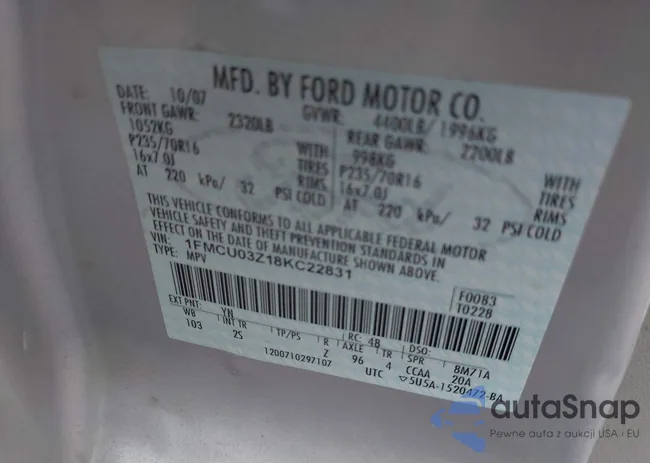 MFD. BY FORD MOTOR CO.
DATE: 10/07 GVWR: 4400LB/ 1996KG
FRONT GAWR: 2320LB REAR GAWR: 2200LB
1052KG WITH 998KG WITH
P235/70R16 TIRES P235/70R16 TIRES
16x7.0J RIMS 16x7.0J RIMS
AT 220 kPa/ 32 PSI COLD AT 220 kPa/ 32 PSI COLD
THIS VEHICLE CONFORMS TO ALL APPLICABLE FEDERAL MOTOR
VEHICLE SAFETY AND THEFT PREVENTION STANDARDS IN
EFFECT ON THE DATE OF MANUFACTURE SHOWN ABOVE.
VIN: 1FMCU03Z18KC22831
TYPE: MPV
F0083
T0228
EXT PNT: YN RC: 48 DSO:
WB INT TR TP/PS R AXLE TR SPR BM71A
103 2S Z 96 4 CCAA 20A
1200710297107 UTC ▽5U5A-1520472-BA
autaSnap
Pewne auta z aukcji USA i EU